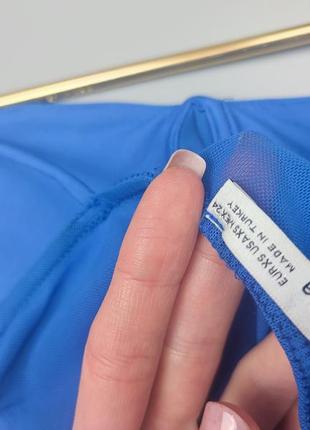 EUR XS USA XS MEX 24
MADE IN TURKEY